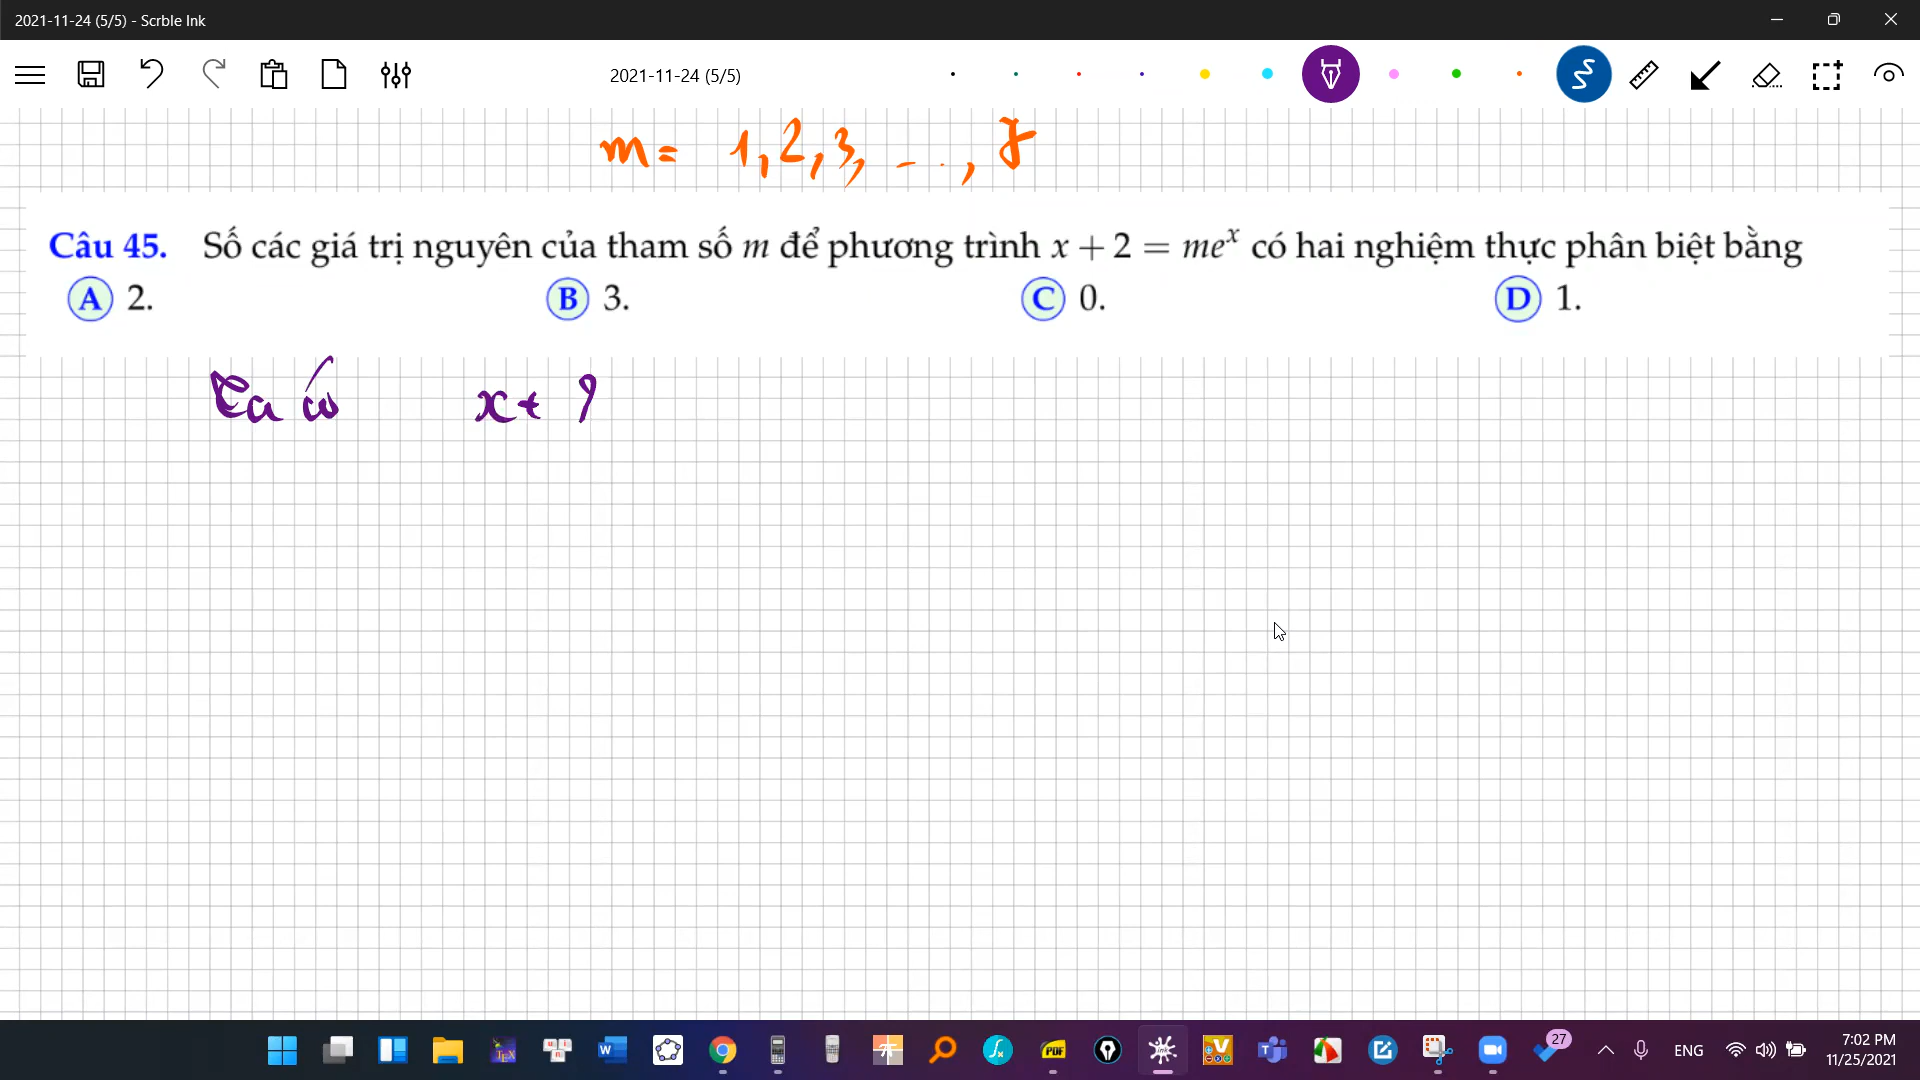 2021-11-24 (5/5) - Scrble Ink
2021-11-24 (5/5)
m = 1, 2, 3, ..., 8
Câu 45. Số các giá trị nguyên của tham số m để phương trình x + 2 = me^x có hai nghiệm thực phân biệt bằng
A 2. B 3. C 0. D 1.
Ta có x + 2
27
ENG
7:02 PM
11/25/2021